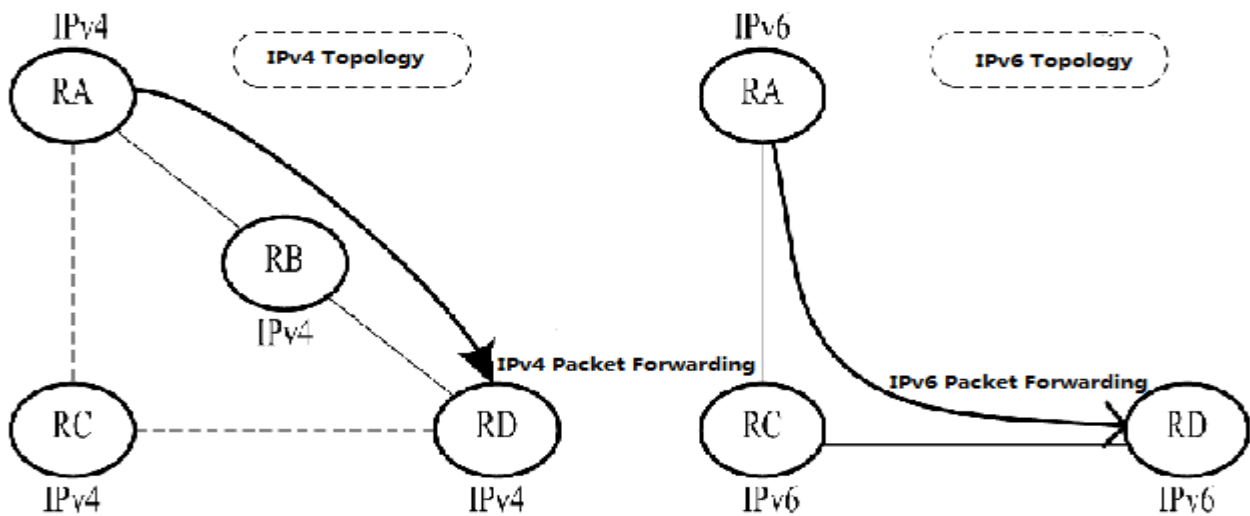 IPv4
IPv4 Topology
RA
RB
IPv4
IPv4 Packet Forwarding
RC
RD
IPv4
IPv4
IPv6
IPv6 Topology
RA
IPv6 Packet Forwarding
RC
RD
IPv6
IPv6